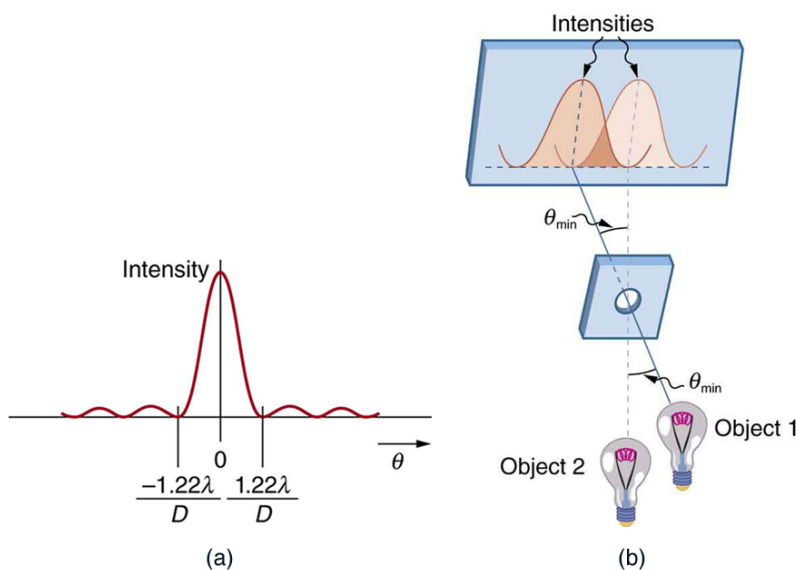 Intensities
θmin
Intensity
0
θ
−1.22λ
D
1.22λ
D
θmin
Object 1
Object 2
(a)
(b)